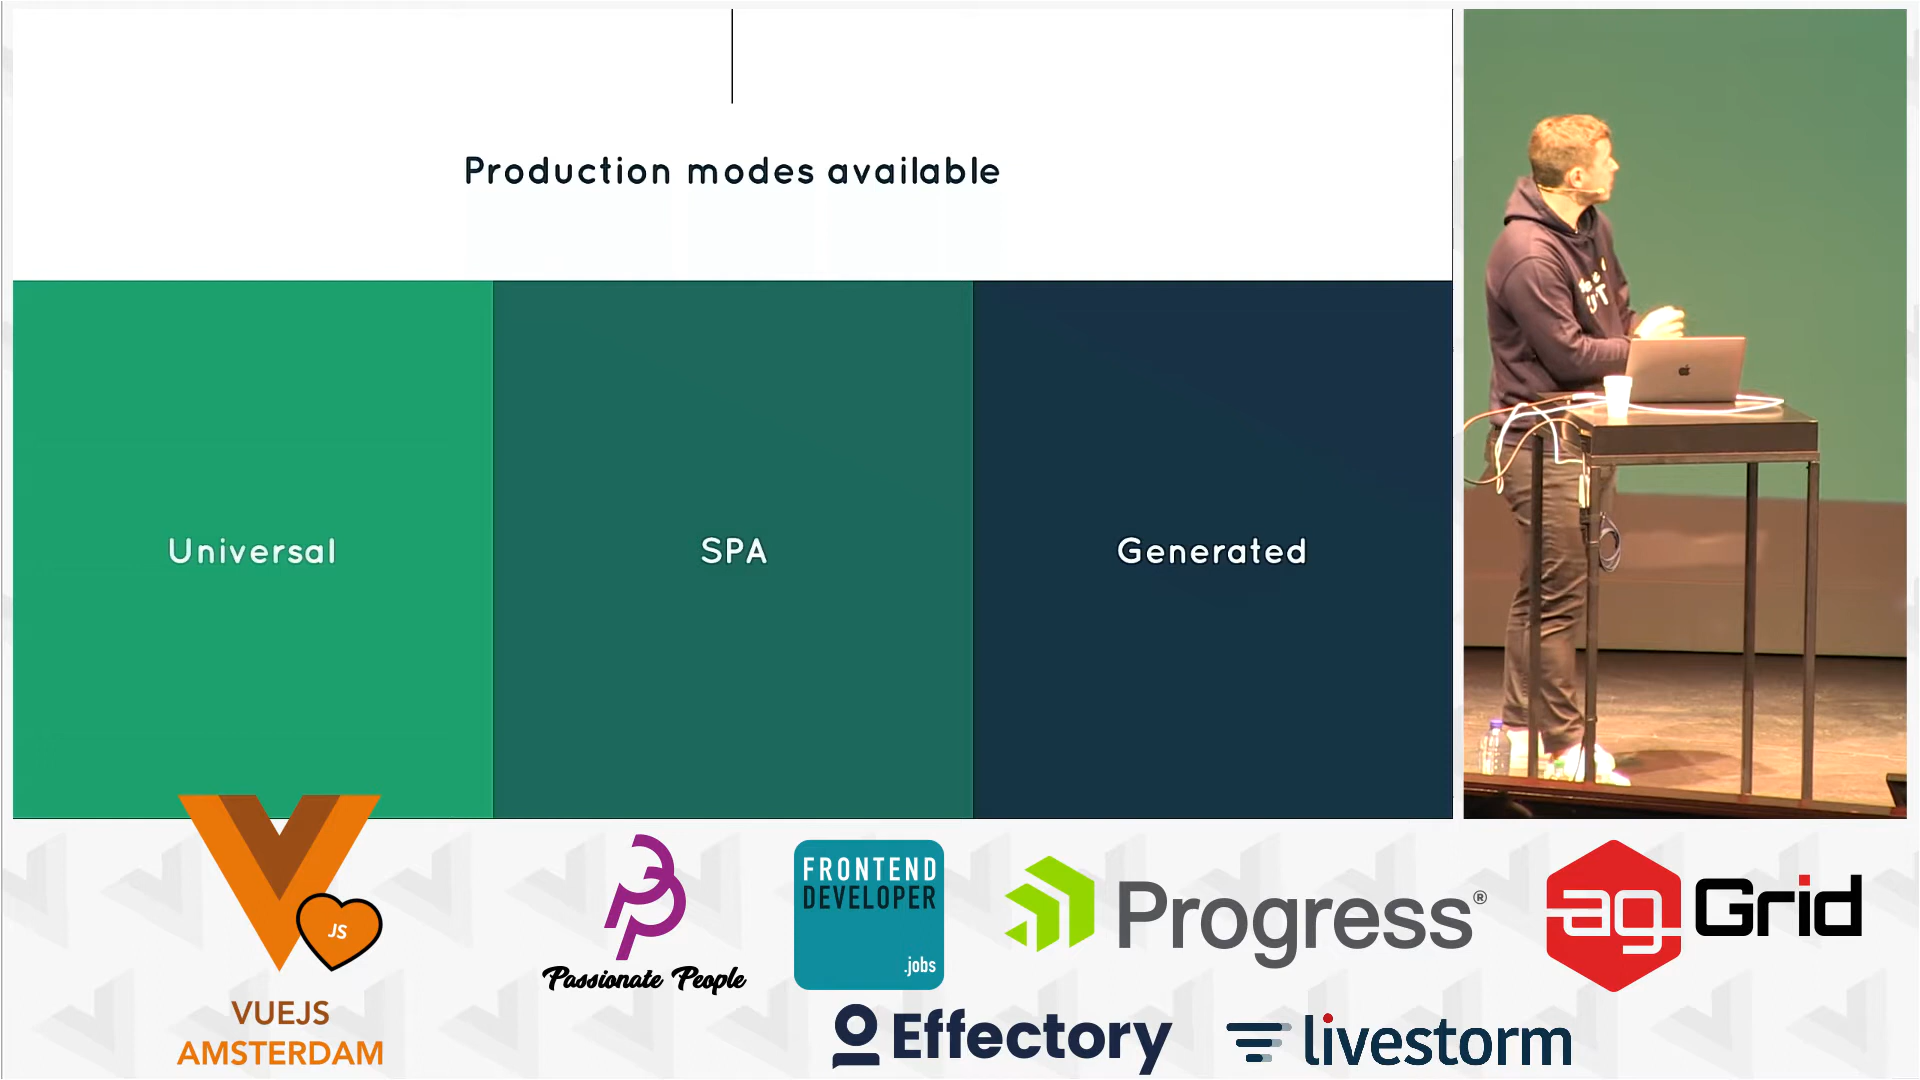 Production modes available
Universal
SPA
Generated
JS
VUEJS
AMSTERDAM
Passionate People
FRONTEND
DEVELOPER
.jobs
Progress®
ag Grid
Effectory
livestorm